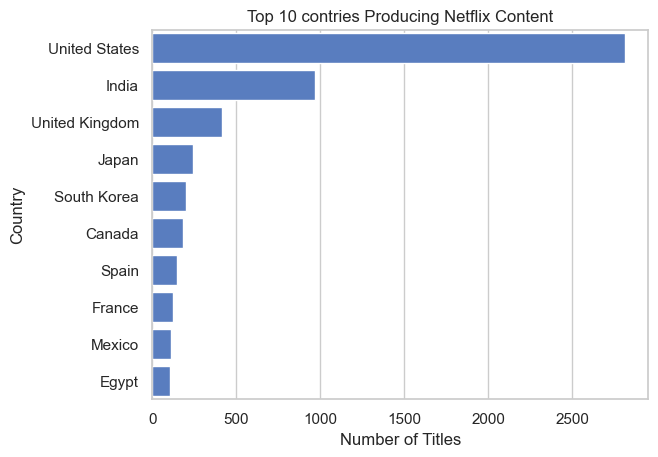 Top 10 contries Producing Netflix Content
United States
India
United Kingdom
Japan
South Korea
Canada
Spain
France
Mexico
Egypt
Country
0 500 1000 1500 2000 2500
Number of Titles